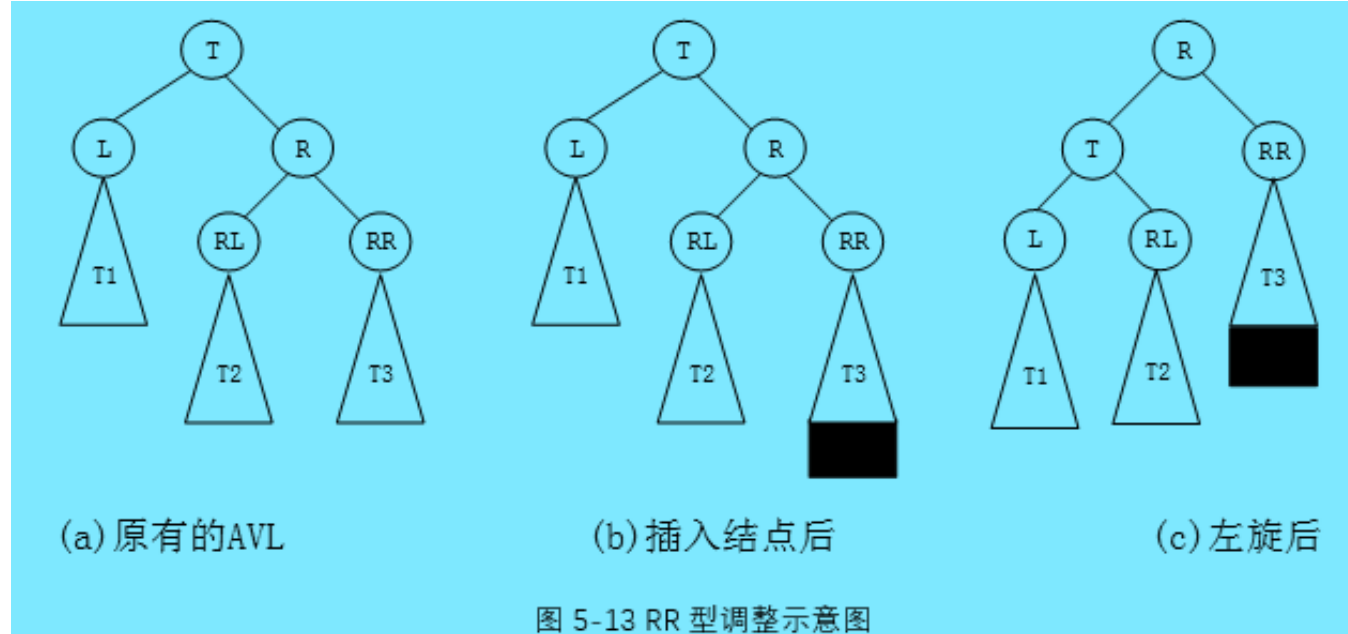 T T R
L R L R T RR
RL RR RL RR L RL
T1 T1 T3
T2 T3 T2 T3 T1 T2
(a)原有的AVL (b)插入结点后 (c)左旋后
图 5-13 RR 型调整示意图